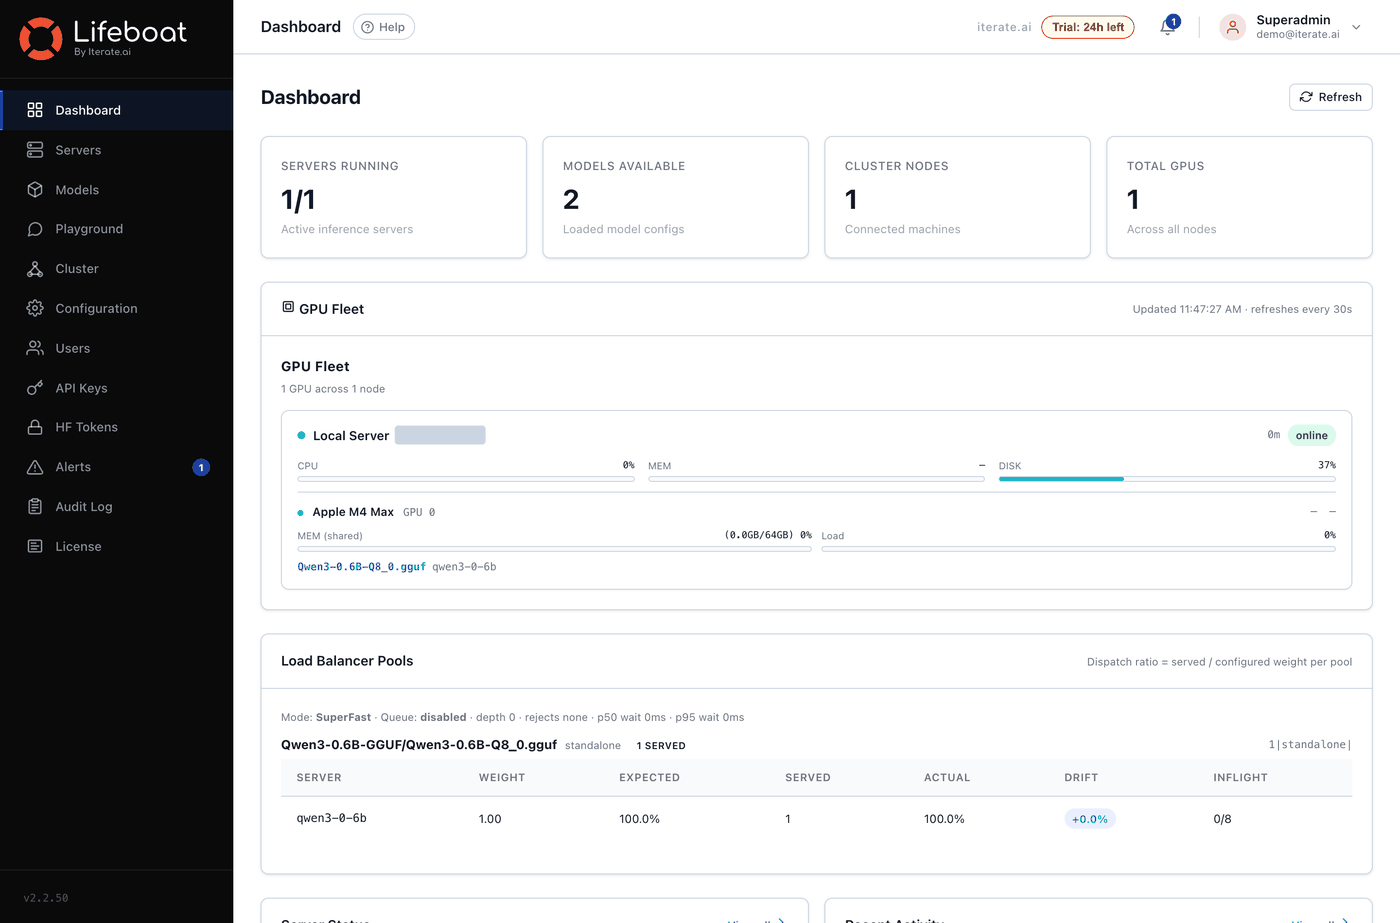 Lifeboat
By Iterate.ai
Dashboard
Servers
Models
Playground
Cluster
Configuration
Users
API Keys
HF Tokens
Alerts 1
Audit Log
License
v2.2.50
Dashboard Help iterate.ai Trial: 24h left 1 Superadmin
demo@iterate.ai
Dashboard Refresh
SERVERS RUNNING
1/1
Active inference servers
MODELS AVAILABLE
2
Loaded model configs
CLUSTER NODES
1
Connected machines
TOTAL GPUS
1
Across all nodes
GPU Fleet Updated 11:47:27 AM · refreshes every 30s
GPU Fleet
1 GPU across 1 node
Local Server 0m online
CPU 0% MEM — DISK 37%
Apple M4 Max GPU 0 — —
MEM (shared) (0.0GB/64GB) 0% Load 0%
Qwen3-0.6B-Q8_0.gguf qwen3-0-6b
Load Balancer Pools Dispatch ratio = served / configured weight per pool
Mode: SuperFast · Queue: disabled · depth 0 · rejects none · p50 wait 0ms · p95 wait 0ms
Qwen3-0.6B-GGUF/Qwen3-0.6B-Q8_0.gguf standalone 1 SERVED 1|standalone|
SERVER WEIGHT EXPECTED SERVED ACTUAL DRIFT INFLIGHT
qwen3-0-6b 1.00 100.0% 1 100.0% +0.0% 0/8